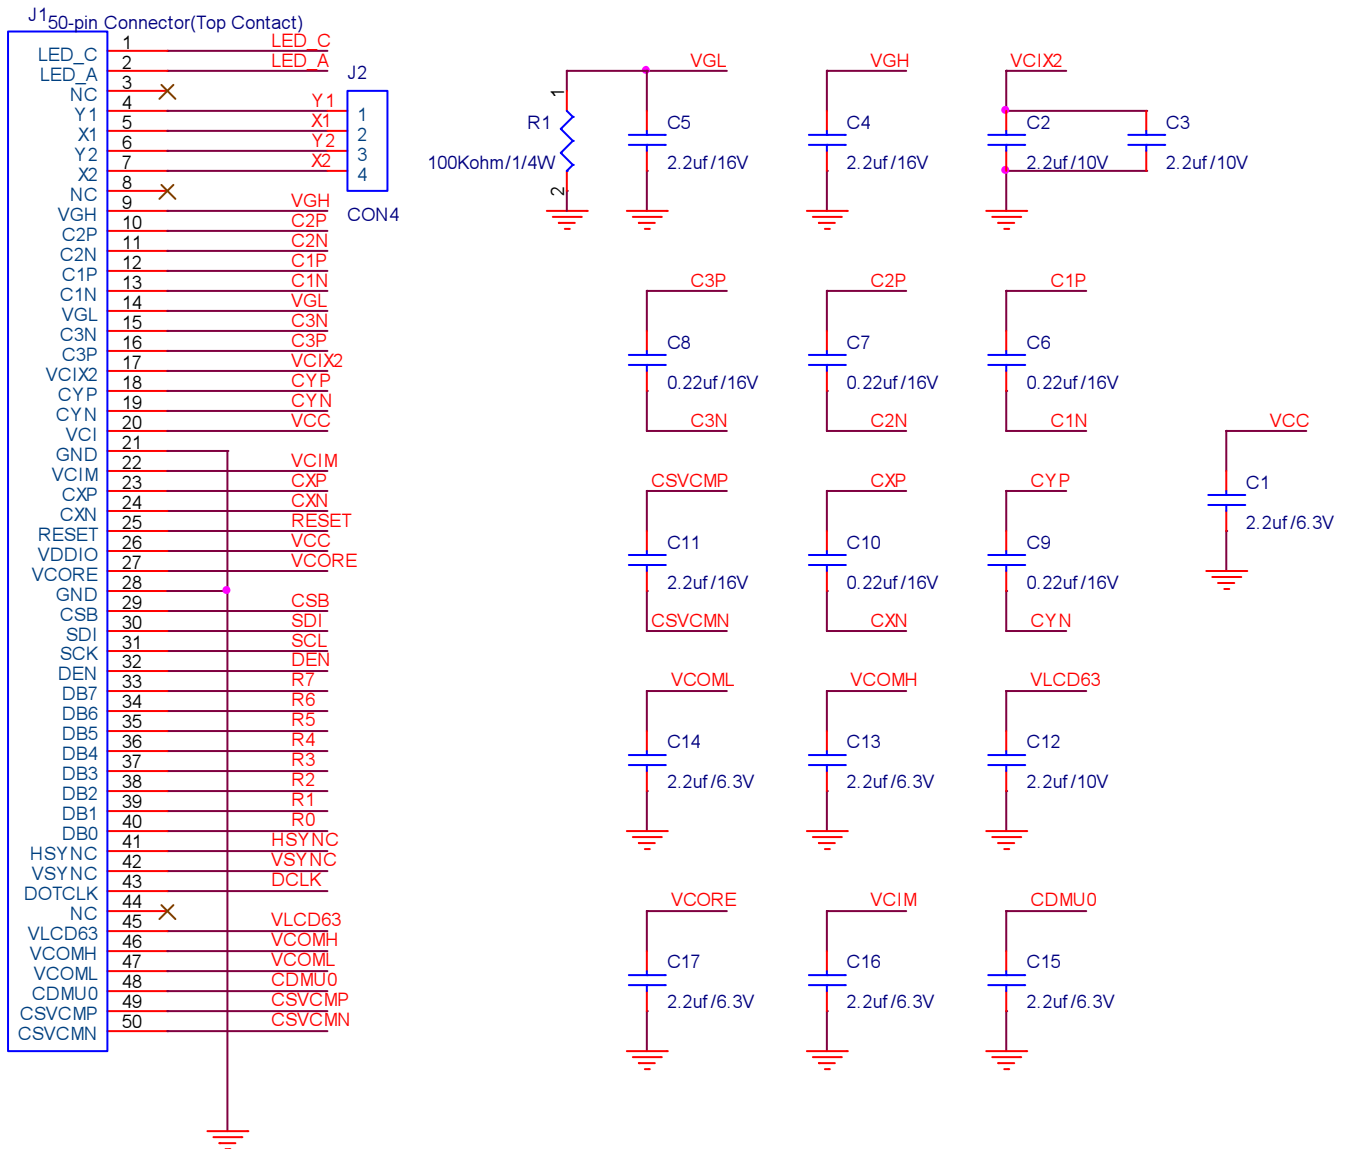 J1
50-pin Connector(Top Contact)
LED_C 1 LED_C
LED_A 2 LED_A
NC 3
Y1 4 Y1
X1 5 X1
Y2 6 Y2
X2 7 X2
NC 8
VGH 9 VGH
C2P 10 C2P
C2N 11 C2N
C1P 12 C1P
C1N 13 C1N
VGL 14 VGL
C3N 15 C3N
C3P 16 C3P
VCIX2 17 VCIX2
CYP 18 CYP
CYN 19 CYN
VCI 20 VCC
GND 21
VCIM 22 VCIM
CXP 23 CXP
CXN 24 CXN
RESET 25 RESET
VDDIO 26 VCC
VCORE 27 VCORE
GND 28
CSB 29 CSB
SDI 30 SDI
SCK 31 SCL
DEN 32 DEN
DB7 33 R7
DB6 34 R6
DB5 35 R5
DB4 36 R4
DB3 37 R3
DB2 38 R2
DB1 39 R1
DB0 40 R0
HSYNC 41 HSYNC
VSYNC 42 VSYNC
DOTCLK 43 DCLK
NC 44
VLCD63 45 VLCD63
VCOMH 46 VCOMH
VCOML 47 VCOML
CDMU0 48 CDMU0
CSVCMP 49 CSVCMP
CSVCMN 50 CSVCMN
J2
1
2
3
4
CON4
VGL
1
R1
100Kohm/1/4W
2
C5
2.2uf/16V
VGH
C4
2.2uf/16V
VCIX2
C2
2.2uf/10V
C3
2.2uf/10V
C3P
C8
0.22uf/16V
C3N
C2P
C7
0.22uf/16V
C2N
C1P
C6
0.22uf/16V
C1N
VCC
C1
2.2uf/6.3V
CSVCMP
C11
2.2uf/16V
CSVCMN
CXP
C10
0.22uf/16V
CXN
CYP
C9
0.22uf/16V
CYN
VCOML
C14
2.2uf/6.3V
VCOMH
C13
2.2uf/6.3V
VLCD63
C12
2.2uf/10V
VCORE
C17
2.2uf/6.3V
VCIM
C16
2.2uf/6.3V
CDMU0
C15
2.2uf/6.3V